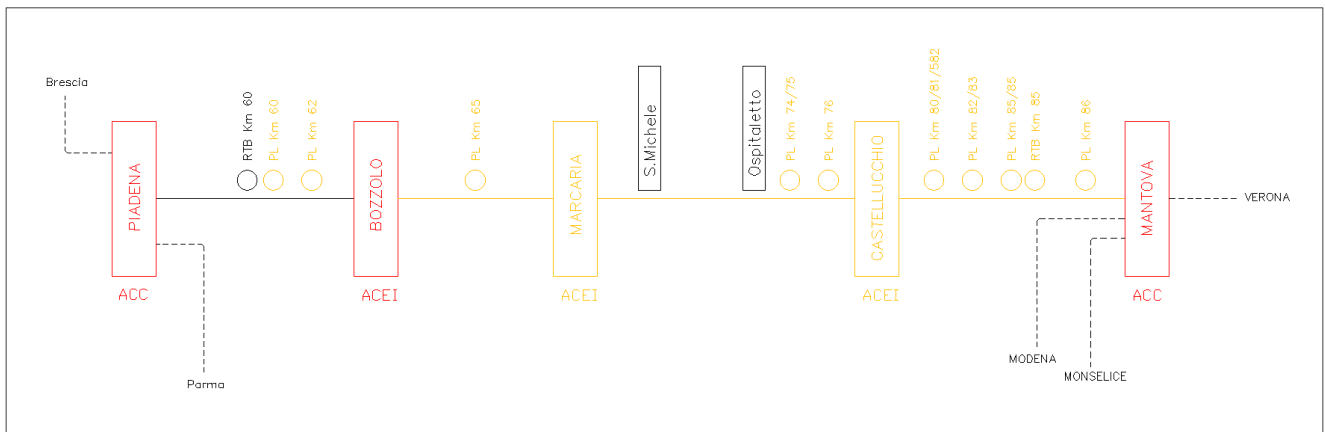 Brescia
PIADENA
ACC
Parma
RTB Km 60
PL Km 60
PL Km 62
BOZZOLO
ACEI
PL Km 65
MARCARIA
ACEI
S.Michele
Ospitaletto
PL Km 74/75
PL Km 76
CASTELLUCCHIO
ACEI
PL Km 80/81/582
PL Km 82/83
PL Km 85/85
RTB Km 85
PL Km 86
MANTOVA
ACC
VERONA
MODENA
MONSELICE